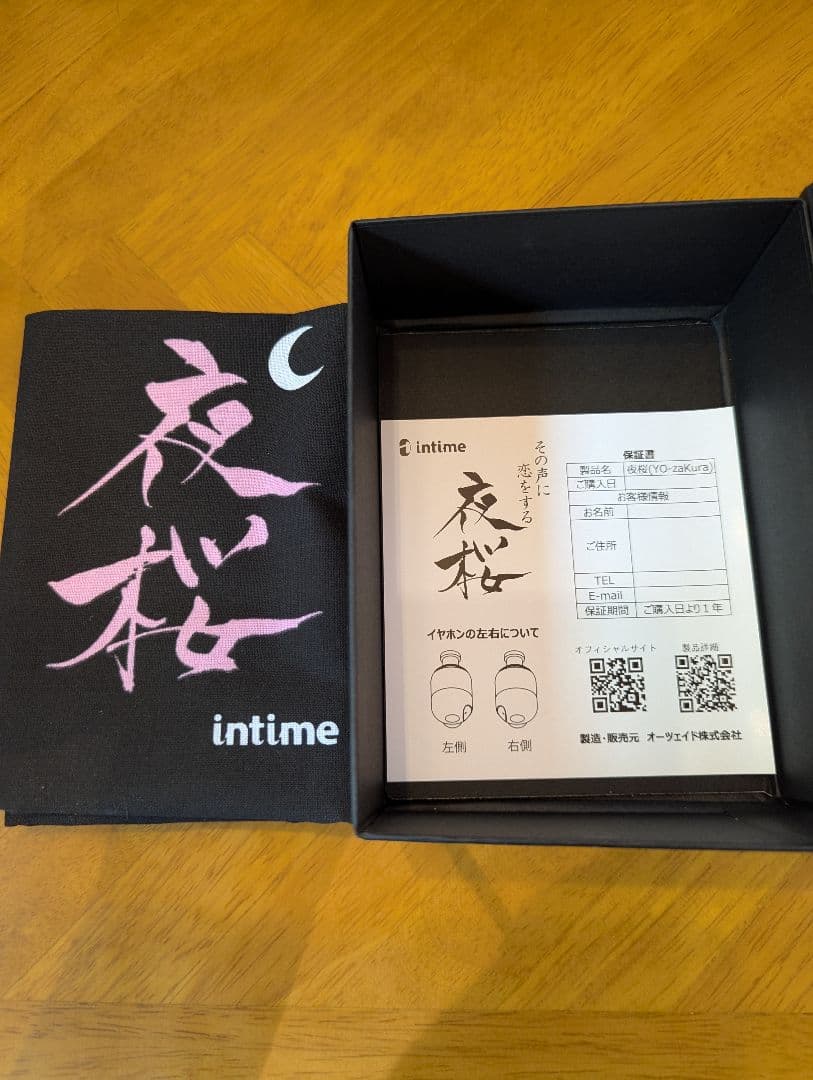 夜桜
intime
intime
その声に
恋をする
夜桜
イヤホンの左右について
左側
右側
保証書
製品名 夜桜(YO-zaKura)
ご購入日
お客様情報
お名前
ご住所
TEL
E-mail
保証期間 ご購入日より1年
オフィシャルサイト
製品詳細
製造・販売元 オーツェイド株式会社